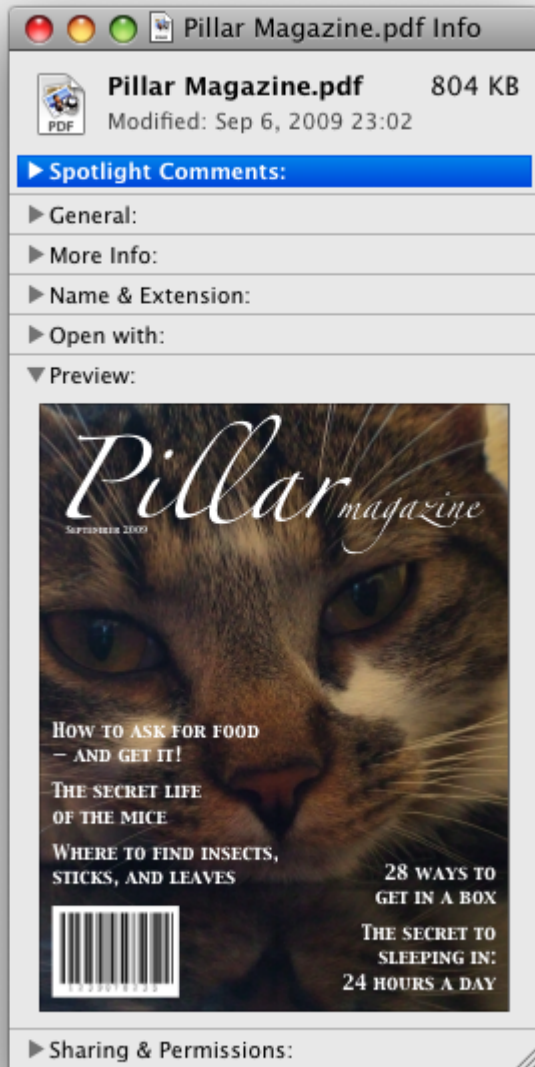 Pillar Magazine.pdf Info
Pillar Magazine.pdf 804 KB
PDF
Modified: Sep 6, 2009 23:02
Spotlight Comments:
General:
More Info:
Name & Extension:
Open with:
Preview:
Pillar magazine
September 2009
How to ask for food
– and get it!
The secret life
of the mice
Where to find insects,
sticks, and leaves
28 ways to
get in a box
The secret to
sleeping in:
24 hours a day
Sharing & Permissions: